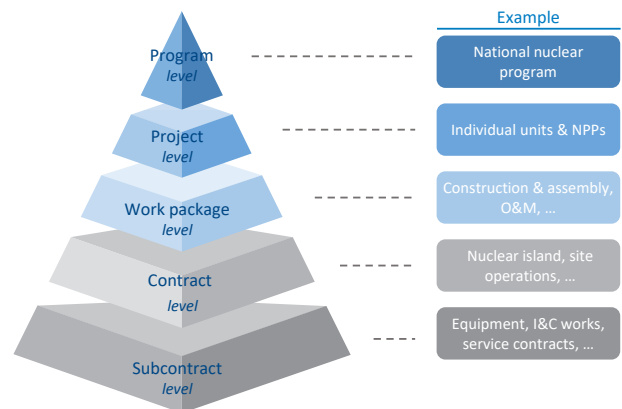 Example
Program
level
National nuclear
program
Project
level
Individual units & NPPs
Work package
level
Construction & assembly,
O&M, ...
Contract
level
Nuclear island, site
operations, ...
Subcontract
level
Equipment, I&C works,
service contracts, ...